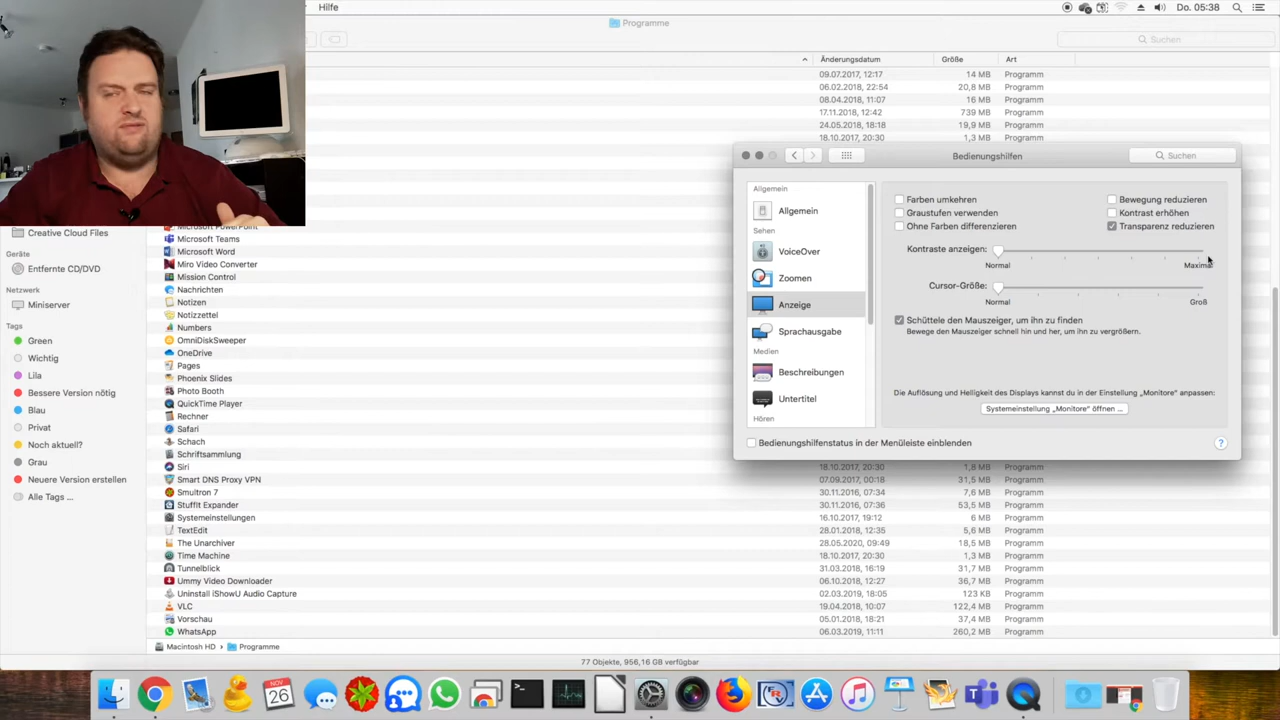 Hilfe
Do. 05:38
Programme
Suchen
Änderungsdatum
Größe
Art
09.07.2017, 12:17 14 MB Programm
06.02.2018, 22:54 20,8 MB Programm
08.04.2018, 11:07 16 MB Programm
17.11.2018, 12:42 739 MB Programm
24.05.2018, 18:18 19,9 MB Programm
18.10.2017, 20:30 Programm
Creative Cloud Files
Geräte
Entfernte CD/DVD
Netzwerk
Miniserver
Tags
Green
Wichtig
Lila
Bessere Version nötig
Blau
Privat
Noch aktuell?
Grau
Neuere Version erstellen
Alle Tags ...
Microsoft PowerPoint
Microsoft Teams
Microsoft Word
Miro Video Converter
Mission Control
Nachrichten
Notizen
Notizzettel
Numbers
OmniDiskSweeper
OneDrive
Pages
Phoenix Slides
Photo Booth
QuickTime Player
Rechner
Safari
Schach
Schriftsammlung
Siri 18.10.2017, 20:30 1,8 MB Programm
Smart DNS Proxy VPN 07.09.2017, 00:18 31,5 MB Programm
Smultron 7 30.11.2016, 07:34 7,6 MB Programm
StuffIt Expander 30.11.2016, 07:36 53,5 MB Programm
Systemeinstellungen 16.10.2017, 19:12 6 MB Programm
TextEdit 28.01.2018, 12:35 5,6 MB Programm
The Unarchiver 28.05.2020, 09:49 18,5 MB Programm
Time Machine 18.10.2017, 20:30 1,3 MB Programm
Tunnelblick 31.03.2018, 16:19 31,7 MB Programm
Ummy Video Downloader 06.10.2018, 12:27 36,7 MB Programm
Uninstall iShowU Audio Capture 02.03.2019, 18:05 123 KB Programm
VLC 19.04.2018, 10:07 122,4 MB Programm
Vorschau 05.01.2018, 18:21 37,4 MB Programm
WhatsApp 06.03.2019, 11:11 260,2 MB Programm
Macintosh HD › Programme
77 Objekte, 956,16 GB verfügbar
Bedienungshilfen
Suchen
Allgemein
Allgemein
Sehen
VoiceOver
Zoomen
Anzeige
Sprachausgabe
Medien
Beschreibungen
Untertitel
Hören
Farben umkehren
Graustufen verwenden
Ohne Farben differenzieren
Bewegung reduzieren
Kontrast erhöhen
Transparenz reduzieren
Kontraste anzeigen:
Normal Maximal
Cursor-Größe:
Normal Groß
Schüttele den Mauszeiger, um ihn zu finden
Bewege den Mauszeiger schnell hin und her, um ihn zu vergrößern.
Die Auflösung und Helligkeit des Displays kannst du in der Einstellung „Monitore" anpassen:
Systemeinstellung „Monitore" öffnen ...
Bedienungshilfenstatus in der Menüleiste einblenden
?
NOV
26